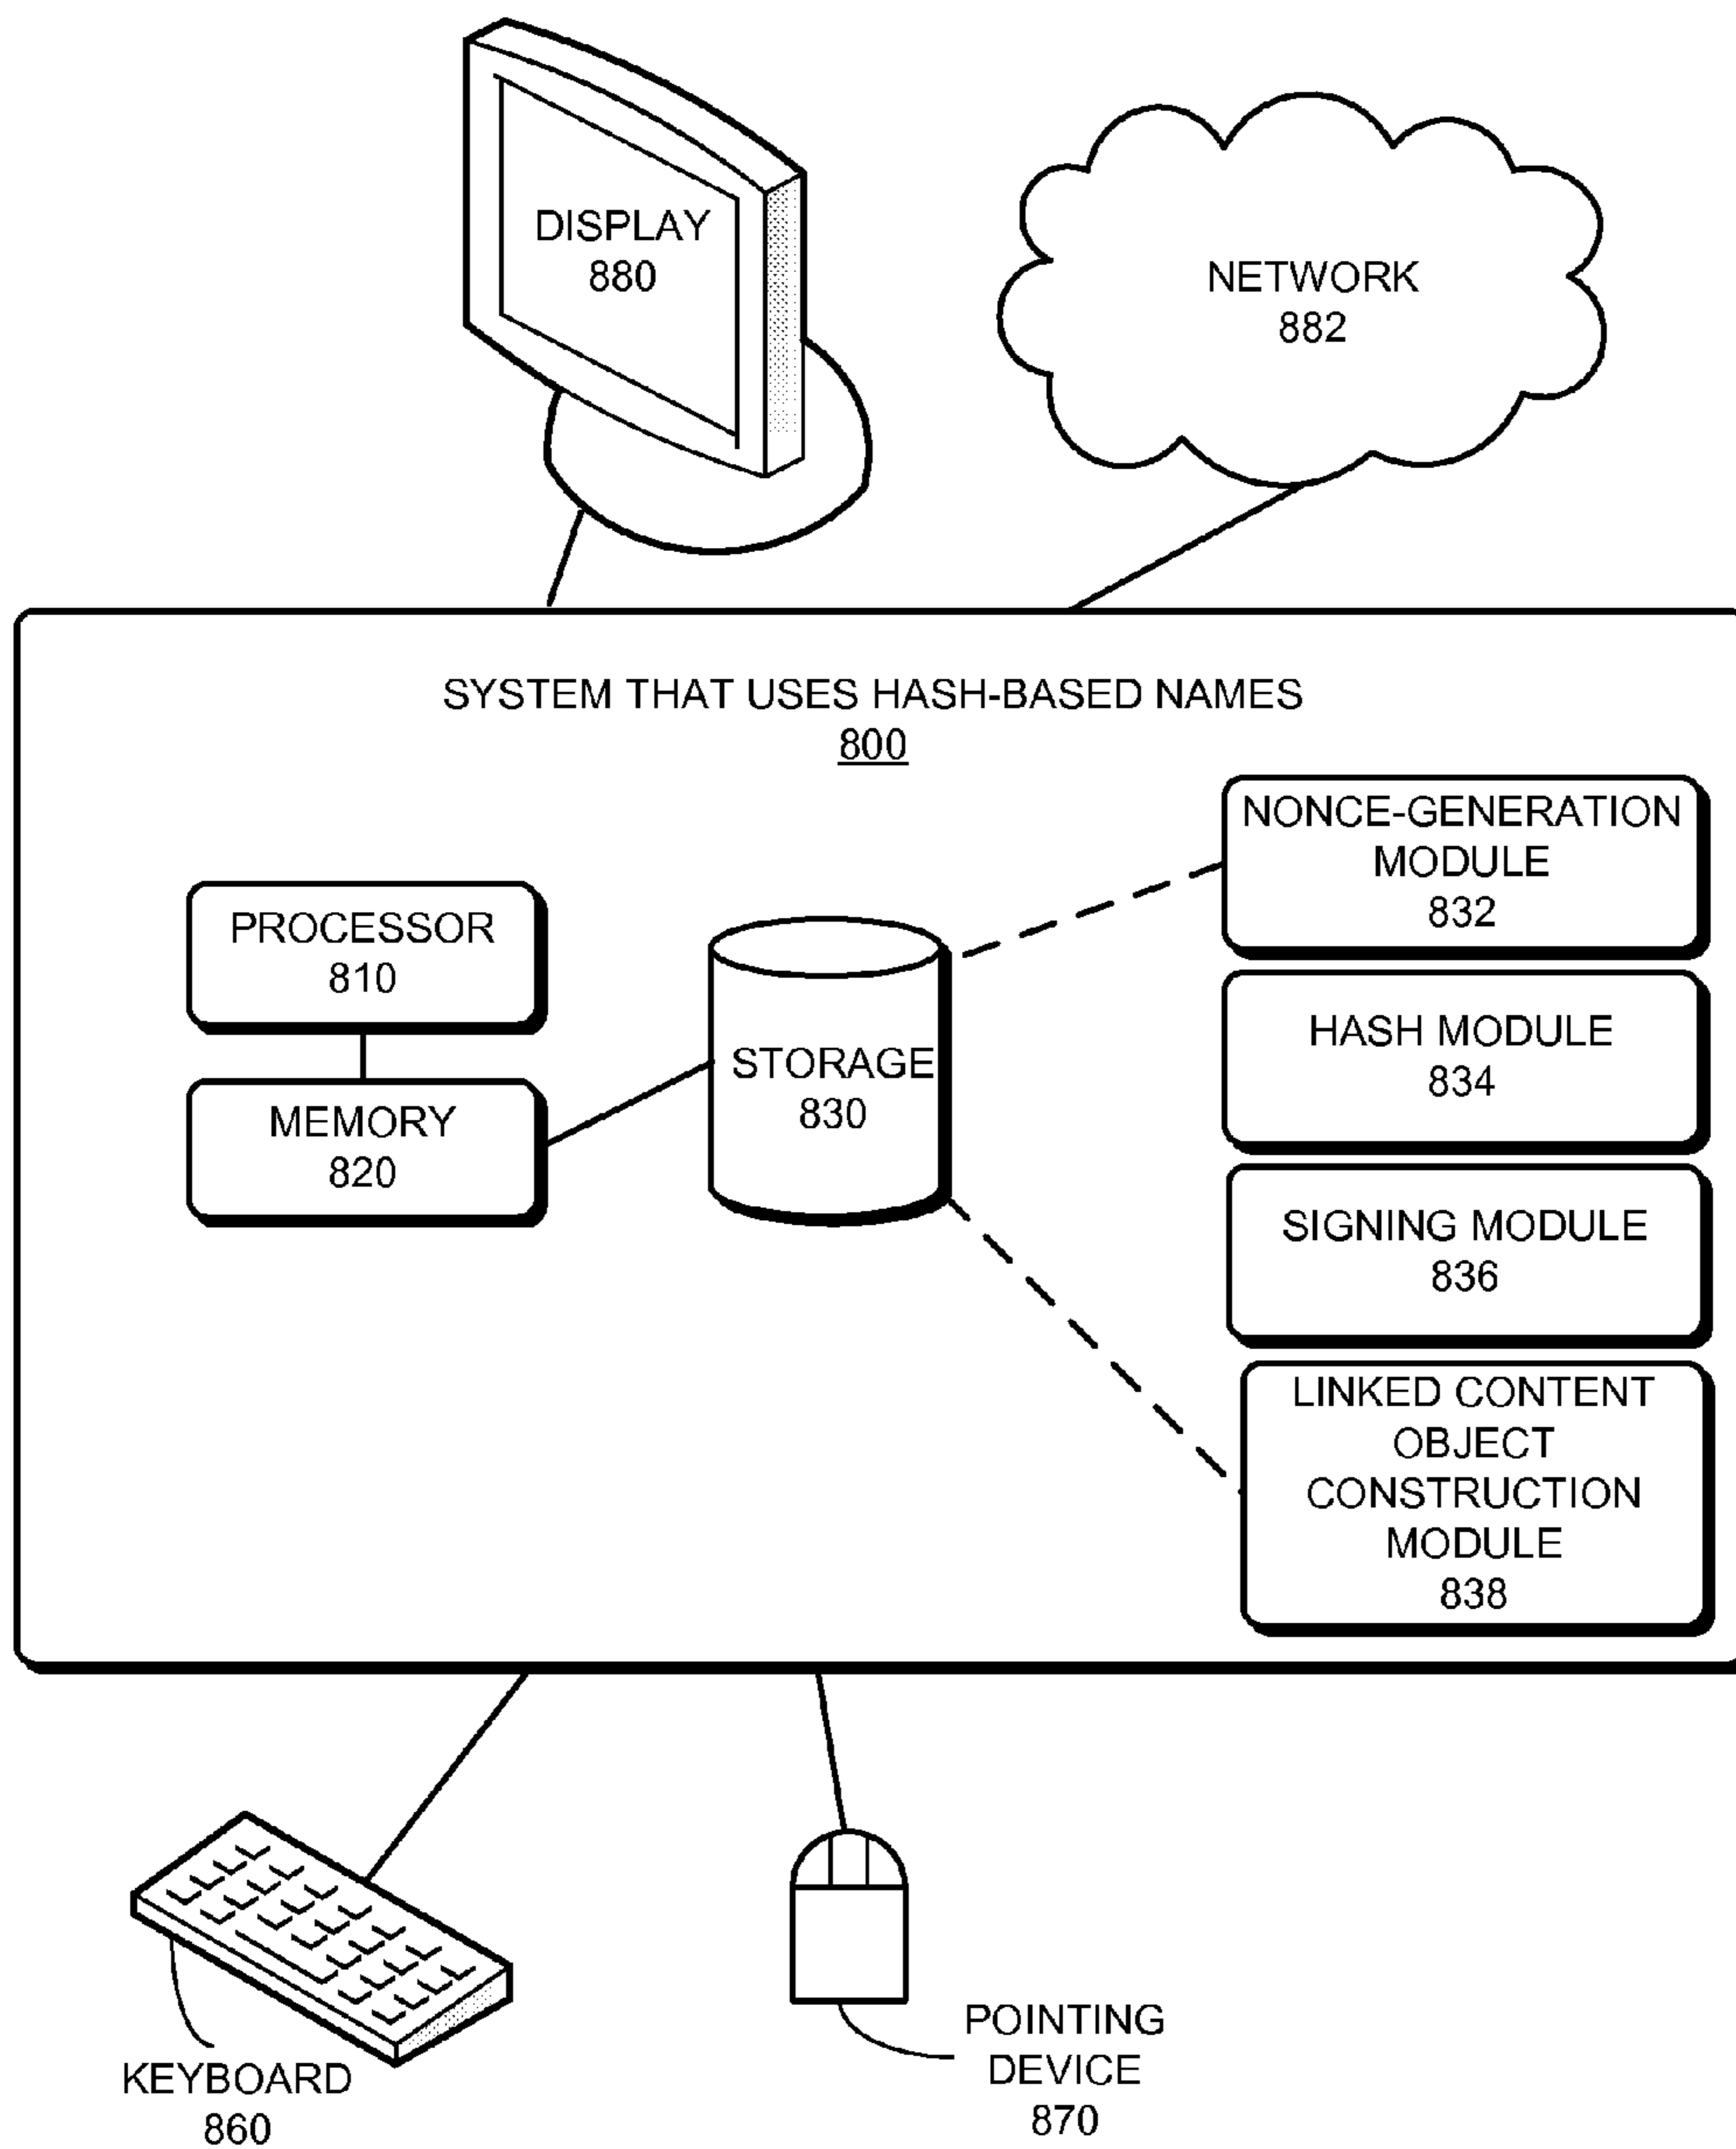 DISPLAY
880
NETWORK
882
SYSTEM THAT USES HASH-BASED NAMES
800
NONCE-GENERATION
MODULE
832
PROCESSOR
810
HASH MODULE
834
STORAGE
830
MEMORY
820
SIGNING MODULE
836
LINKED CONTENT
OBJECT
CONSTRUCTION
MODULE
838
KEYBOARD
860
POINTING
DEVICE
870